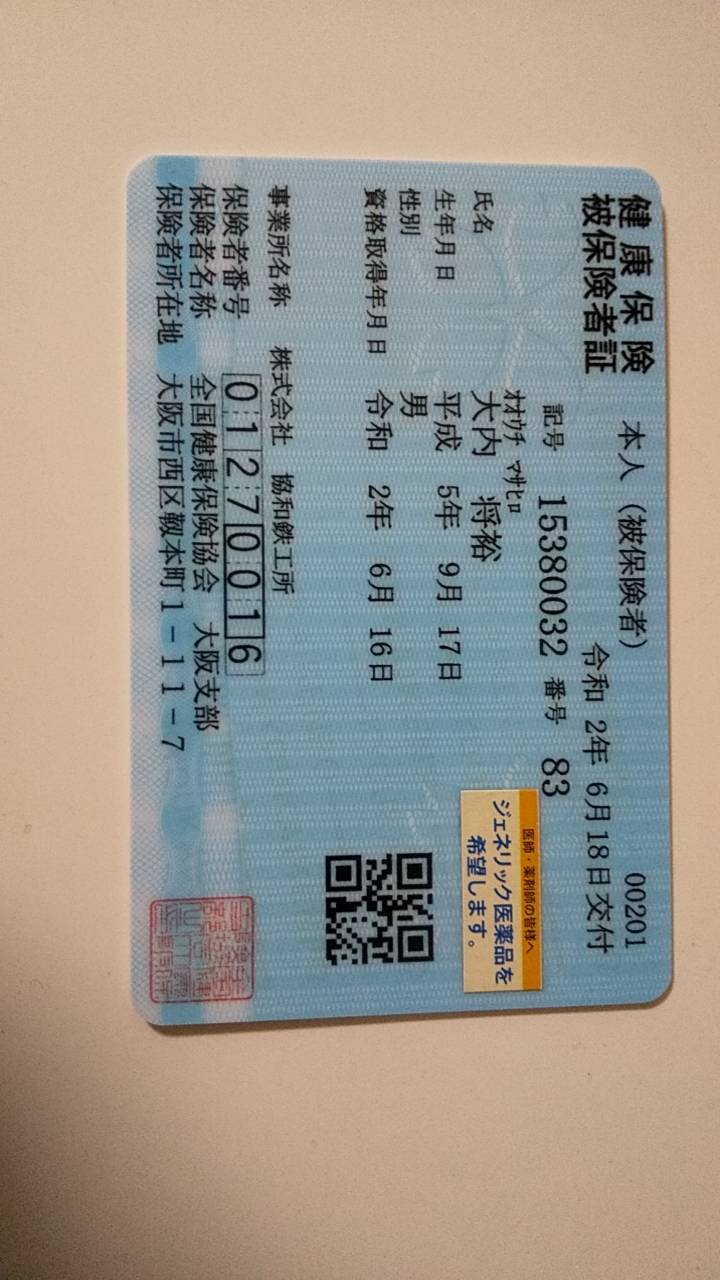 健康保険
被保険者証
本人（被保険者）
00201
令和 2年 6月18日交付
記号 15380032 番号 83
オオウチ マサヒロ
氏名 大内 将裕
生年月日 平成 5年 9月 17日
性別 男
資格取得年月日 令和 2年 6月 16日
医師・薬剤師の皆様へ
ジェネリック医薬品を
希望します。
事業所名称 株式会社 協和鉄工所
保険者番号 01270016
保険者名称 全国健康保険協会 大阪支部
保険者所在地 大阪市西区靱本町1-11-7